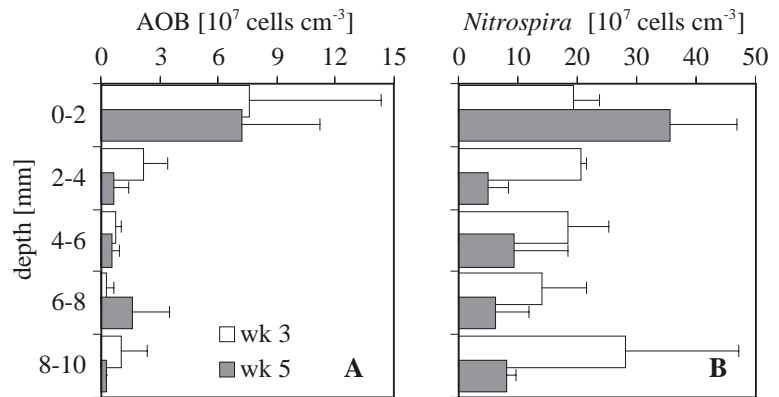 AOB [10⁷ cells cm⁻³]
Nitrospira [10⁷ cells cm⁻³]
0 3 6 9 12 15
0 10 20 30 40 50
depth [mm]
0-2
2-4
4-6
6-8
8-10
wk 3
wk 5
A
B